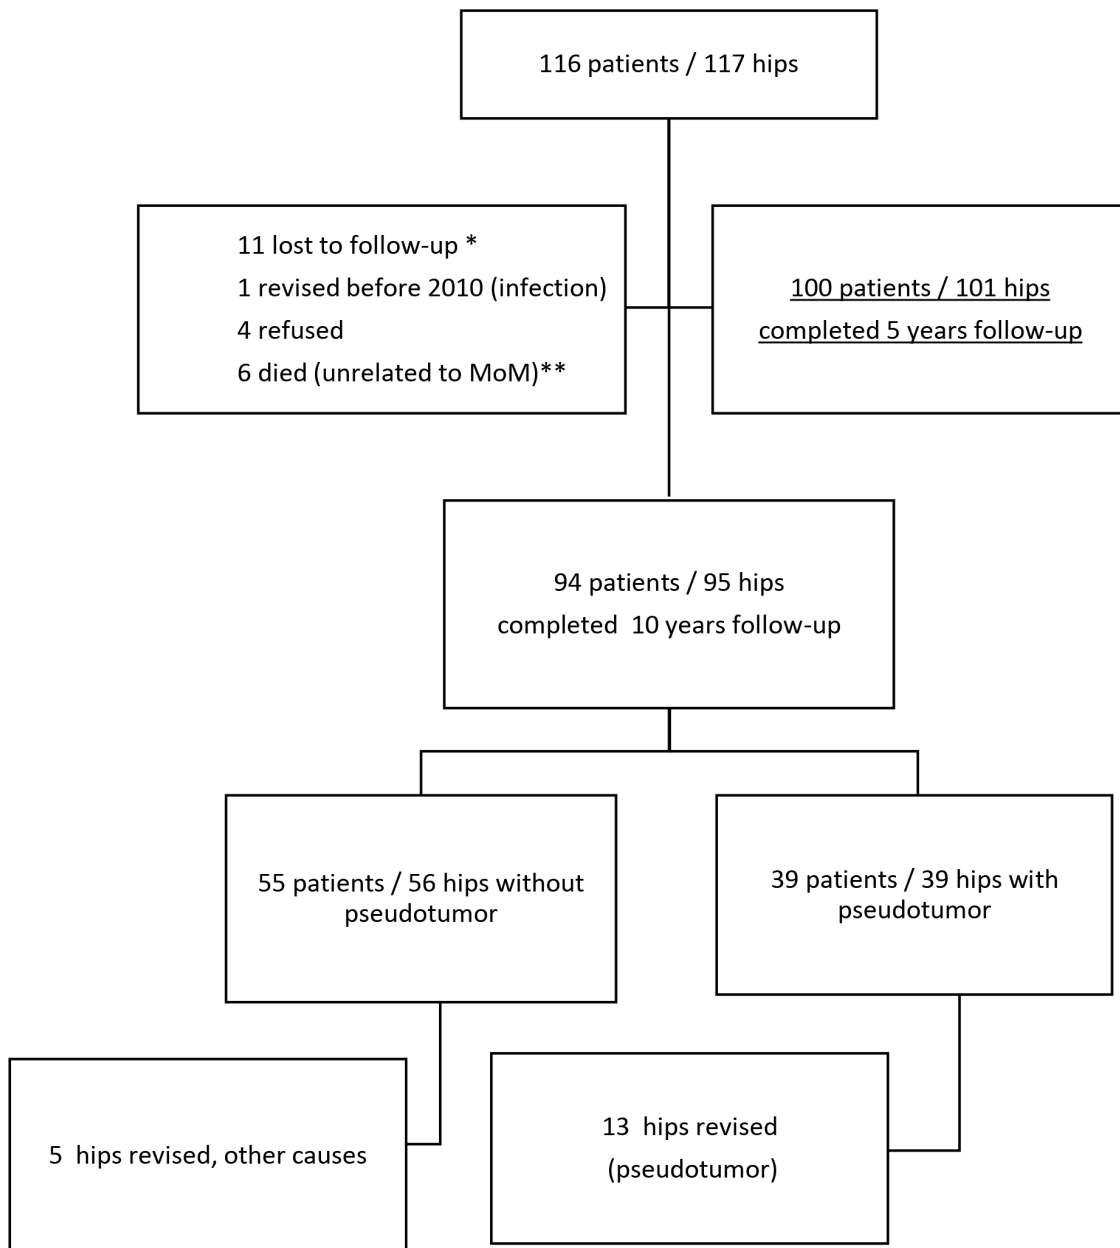 116 patients / 117 hips
11 lost to follow-up *
1 revised before 2010 (infection)
4 refused
6 died (unrelated to MoM)**
100 patients / 101 hips
completed 5 years follow-up
94 patients / 95 hips
completed 10 years follow-up
55 patients / 56 hips without
pseudotumor
39 patients / 39 hips with
pseudotumor
5 hips revised, other causes
13 hips revised
(pseudotumor)